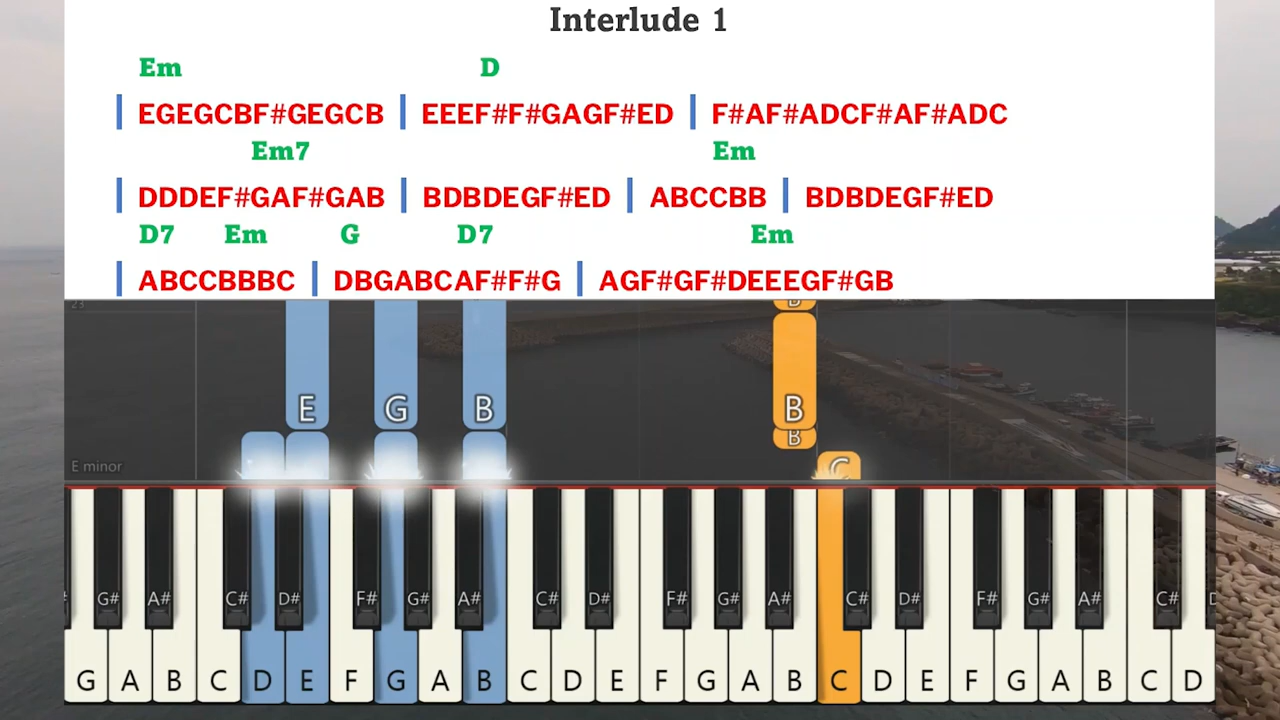 Interlude 1
Em D
EGEGCBF#GEGCB | EEEF#F#GAGF#ED | F#AF#ADCF#AF#ADC
Em7 Em
DDDEF#GAF#GAB | BDBDEGF#ED | ABCCBB | BDBDEGF#ED
D7 Em G D7 Em
ABCCBBBC | DBGABCAF#F#G | AGF#GF#DEEEGF#GB
23 B
E G B B
B
E minor C
G# A# C# D# F# G# A# C# D# F# G# A# C# D# F# G# A# C# D
G A B C D E F G A B C D E F G A B C D E F G A B C D